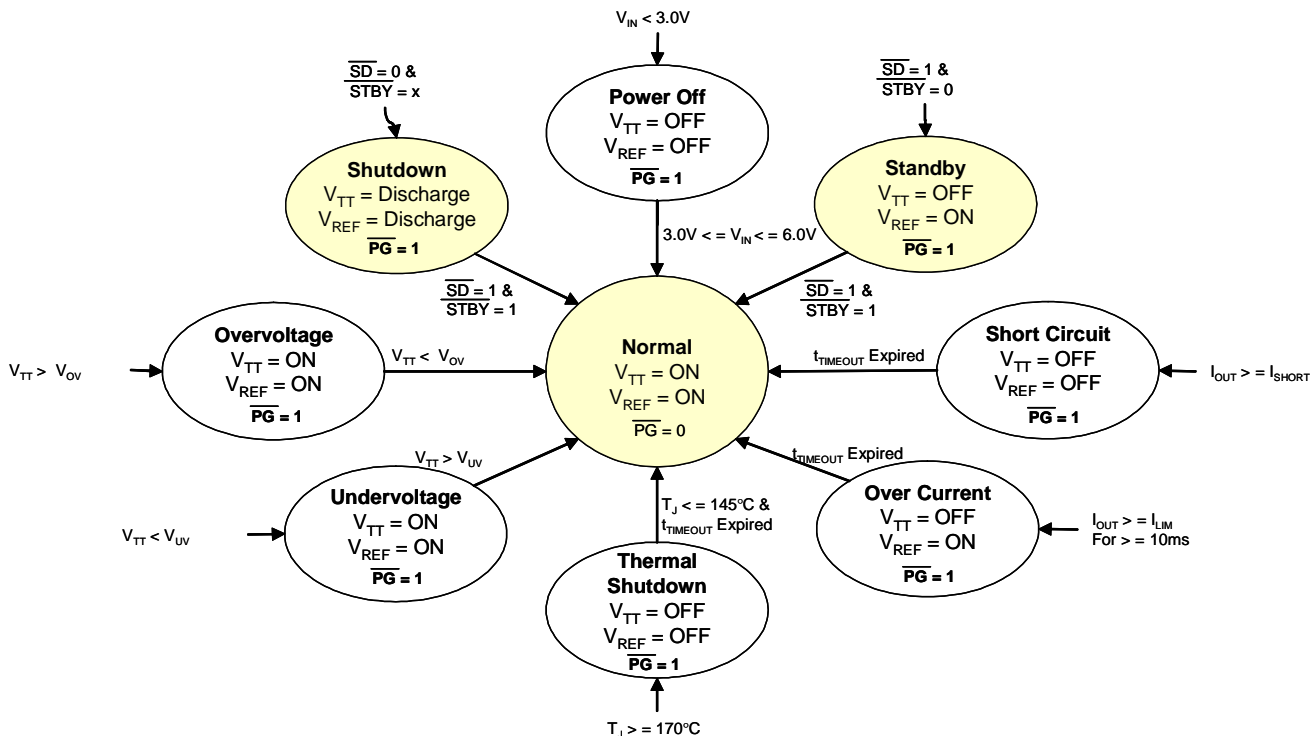 V_IN < 3.0V
SD = 0 &
STBY = x
SD = 1 &
STBY = 0
Power Off
V_TT = OFF
V_REF = OFF
PG = 1
Shutdown
V_TT = Discharge
V_REF = Discharge
PG = 1
Standby
V_TT = OFF
V_REF = ON
PG = 1
3.0V < = V_IN < = 6.0V
SD = 1 &
STBY = 1
SD = 1 &
STBY = 1
V_TT > V_OV
Overvoltage
V_TT = ON
V_REF = ON
PG = 1
V_TT < V_OV
Normal
V_TT = ON
V_REF = ON
PG = 0
t_TIMEOUT Expired
Short Circuit
V_TT = OFF
V_REF = OFF
PG = 1
I_OUT > = I_SHORT
V_TT < V_UV
Undervoltage
V_TT = ON
V_REF = ON
PG = 1
V_TT > V_UV
T_J < = 145°C &
t_TIMEOUT Expired
t_TIMEOUT Expired
Over Current
V_TT = OFF
V_REF = ON
PG = 1
I_OUT > = I_LIM
For > = 10ms
Thermal
Shutdown
V_TT = OFF
V_REF = OFF
PG = 1
T_J > = 170°C